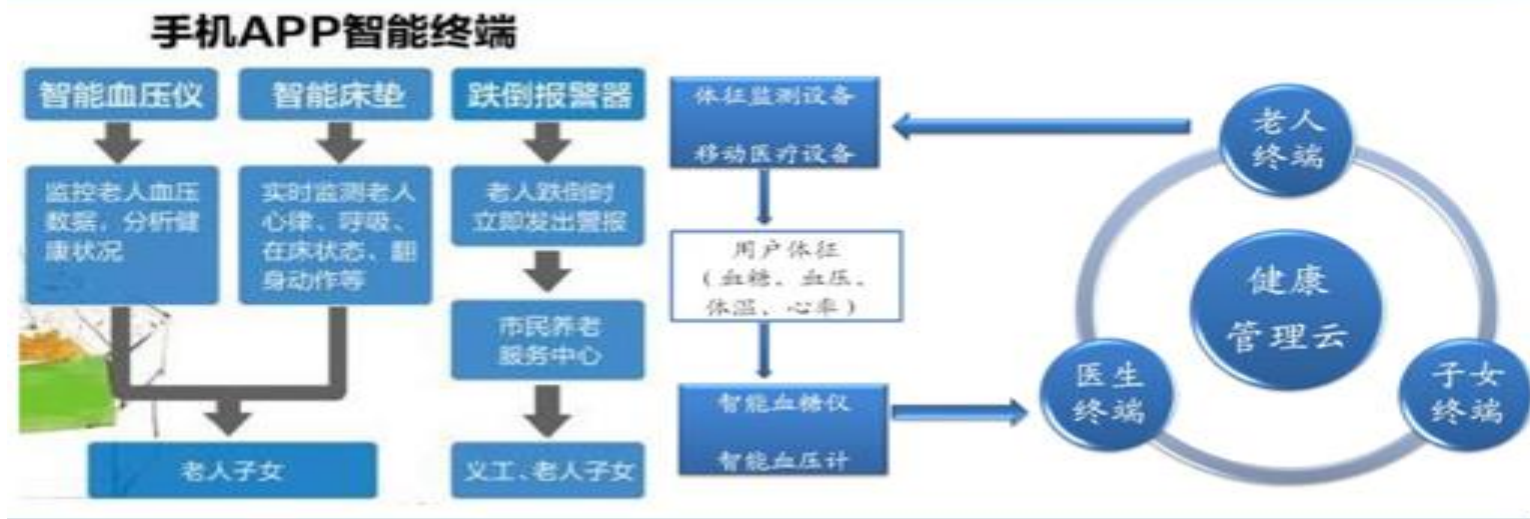 手机APP智能终端
智能血压仪
智能床垫
跌倒报警器
监控老人血压
数据，分析健
康状况
实时监测老人
心律、呼吸、
在床状态、翻
身动作等
老人跌倒时
立即发出警报
市民养老
服务中心
老人子女
义工、老人子女
体征监测设备
移动医疗设备
用户体征
（血糖、血压、
体温、心率）
智能血糖仪
智能血压计
老人
终端
健康
管理云
医生
终端
子女
终端